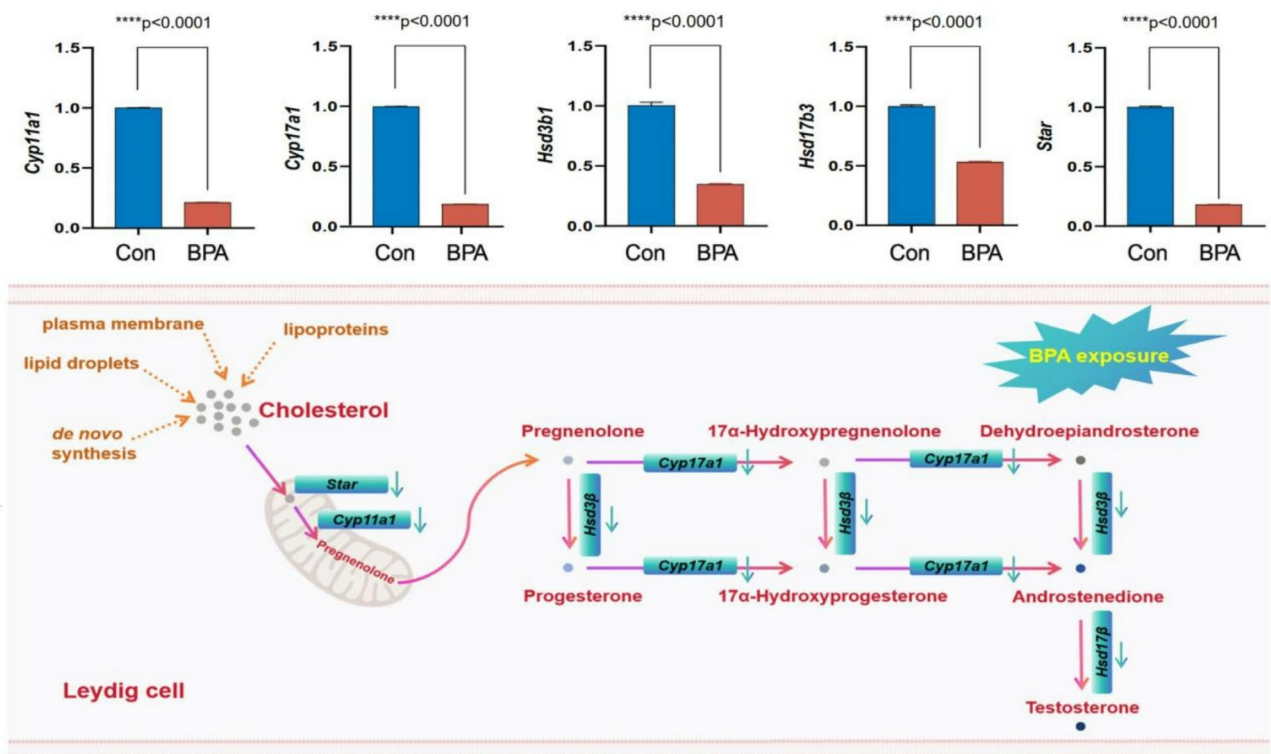 ****p<0.0001
****p<0.0001
****p<0.0001
****p<0.0001
****p<0.0001
Cyp11a1
1.5
1.0
0.5
0.0
Con BPA
Cyp17a1
1.5
1.0
0.5
0.0
Con BPA
Hsd3b1
1.5
1.0
0.5
0.0
Con BPA
Hsd17b3
1.5
1.0
0.5
0.0
Con BPA
Star
1.5
1.0
0.5
0.0
Con BPA
plasma membrane
lipoproteins
lipid droplets
Cholesterol
de novo
synthesis
BPA exposure
Star
Cyp11a1
Pregnenolone
Pregnenolone
17α-Hydroxypregnenolone
Dehydroepiandrosterone
Cyp17a1
Cyp17a1
Hsd3β
Hsd3β
Hsd3β
Cyp17a1
Cyp17a1
Progesterone
17α-Hydroxyprogesterone
Androstenedione
Hsd17β
Testosterone
Leydig cell